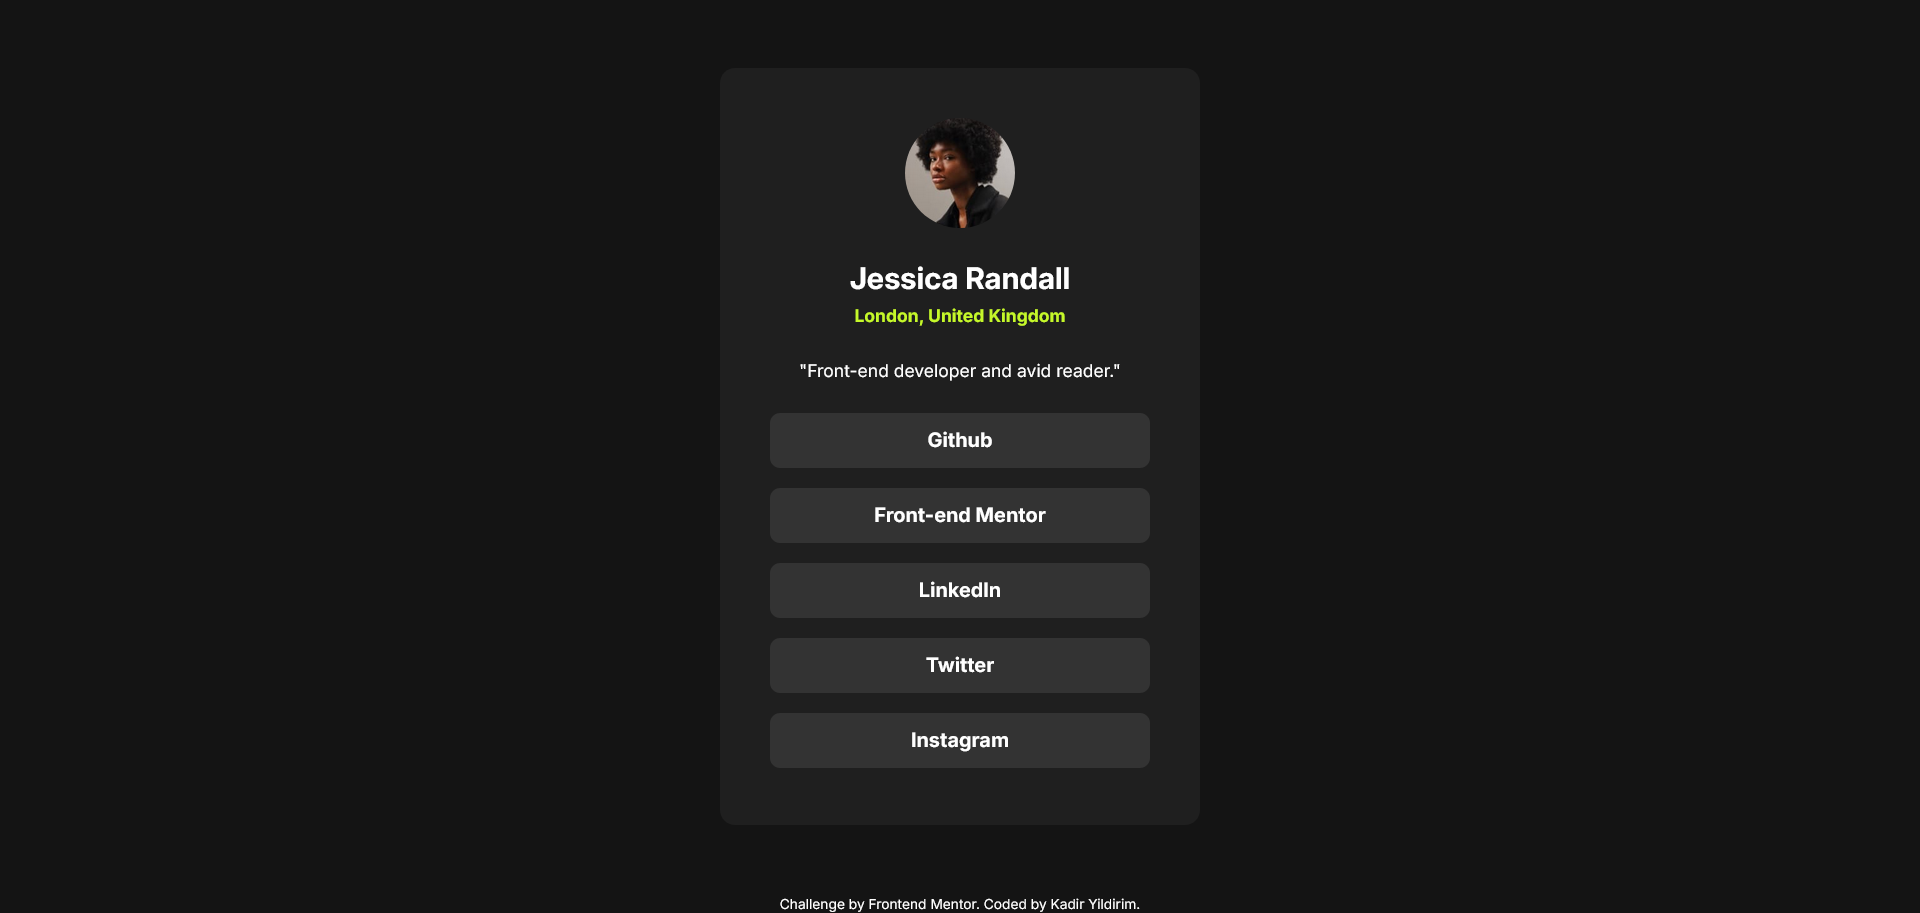 Jessica Randall
London, United Kingdom
"Front-end developer and avid reader."
Github
Front-end Mentor
LinkedIn
Twitter
Instagram
Challenge by Frontend Mentor. Coded by Kadir Yildirim.